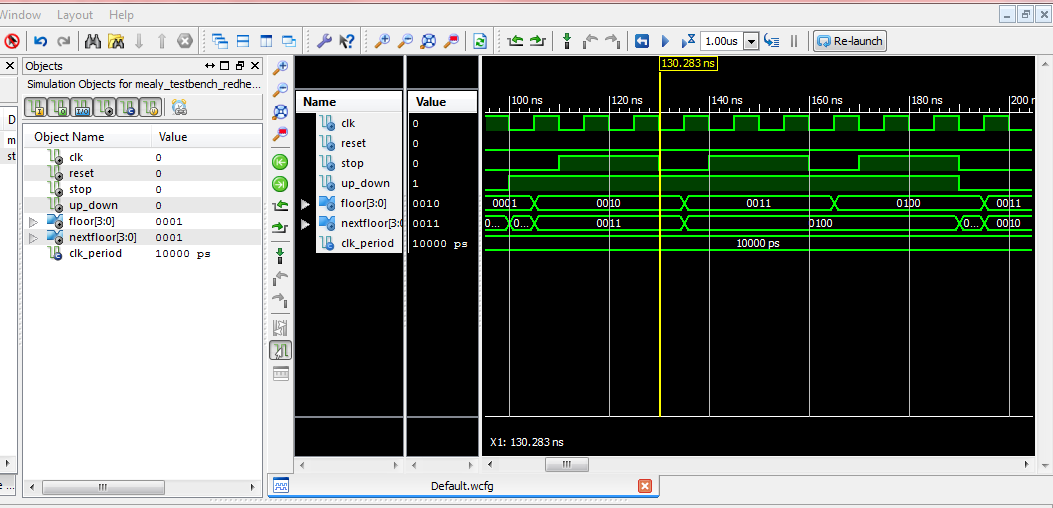 Window Layout Help
1.00us Re-launch
Objects
Simulation Objects for mealy_testbench_redhe...
Object Name Value
clk 0
reset 0
stop 0
up_down 0
floor[3:0] 0001
nextfloor[3:0] 0001
clk_period 10000 ps
D
m
st
Name Value
clk 0
reset 0
stop 0
up_down 1
floor[3:0] 0010
nextfloor[3:0] 0011
clk_period 10000 ps
130.283 ns
100 ns 120 ns 140 ns 160 ns 180 ns 200 n
0001 0010 0011 0100 0011
0... 0... 0011 0100 0... 0010
10000 ps
X1: 130.283 ns
Default.wcfg